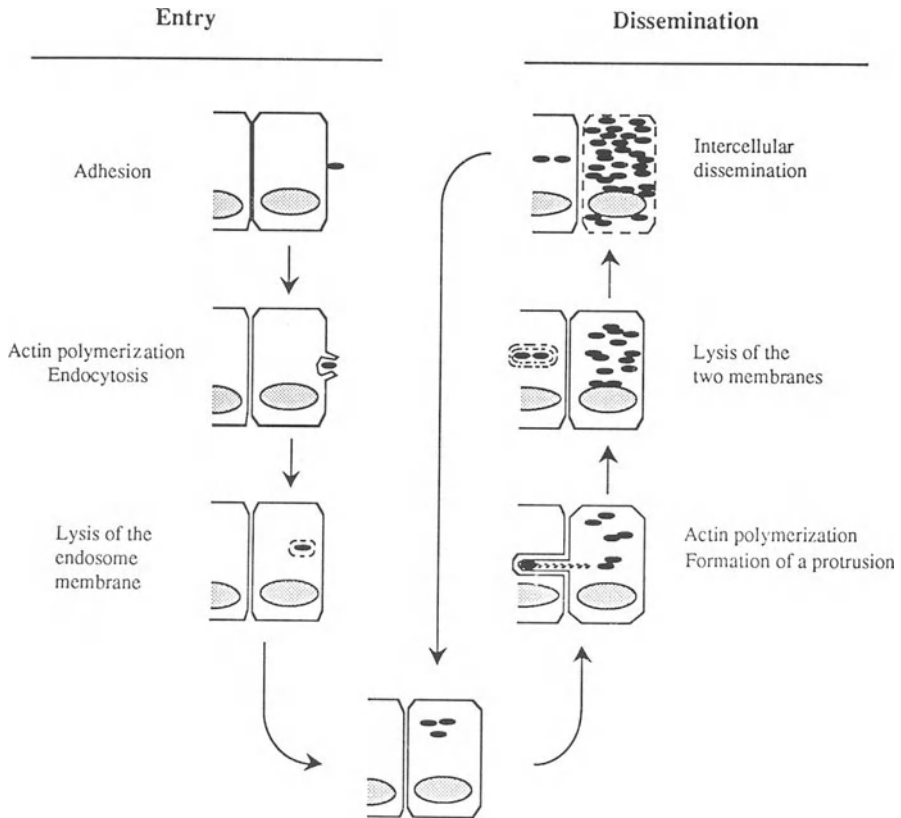 Entry
Adhesion
Actin polymerization
Endocytosis
Lysis of the
endosome
membrane
Dissemination
Intercellular
dissemination
Lysis of the
two membranes
Actin polymerization
Formation of a protrusion